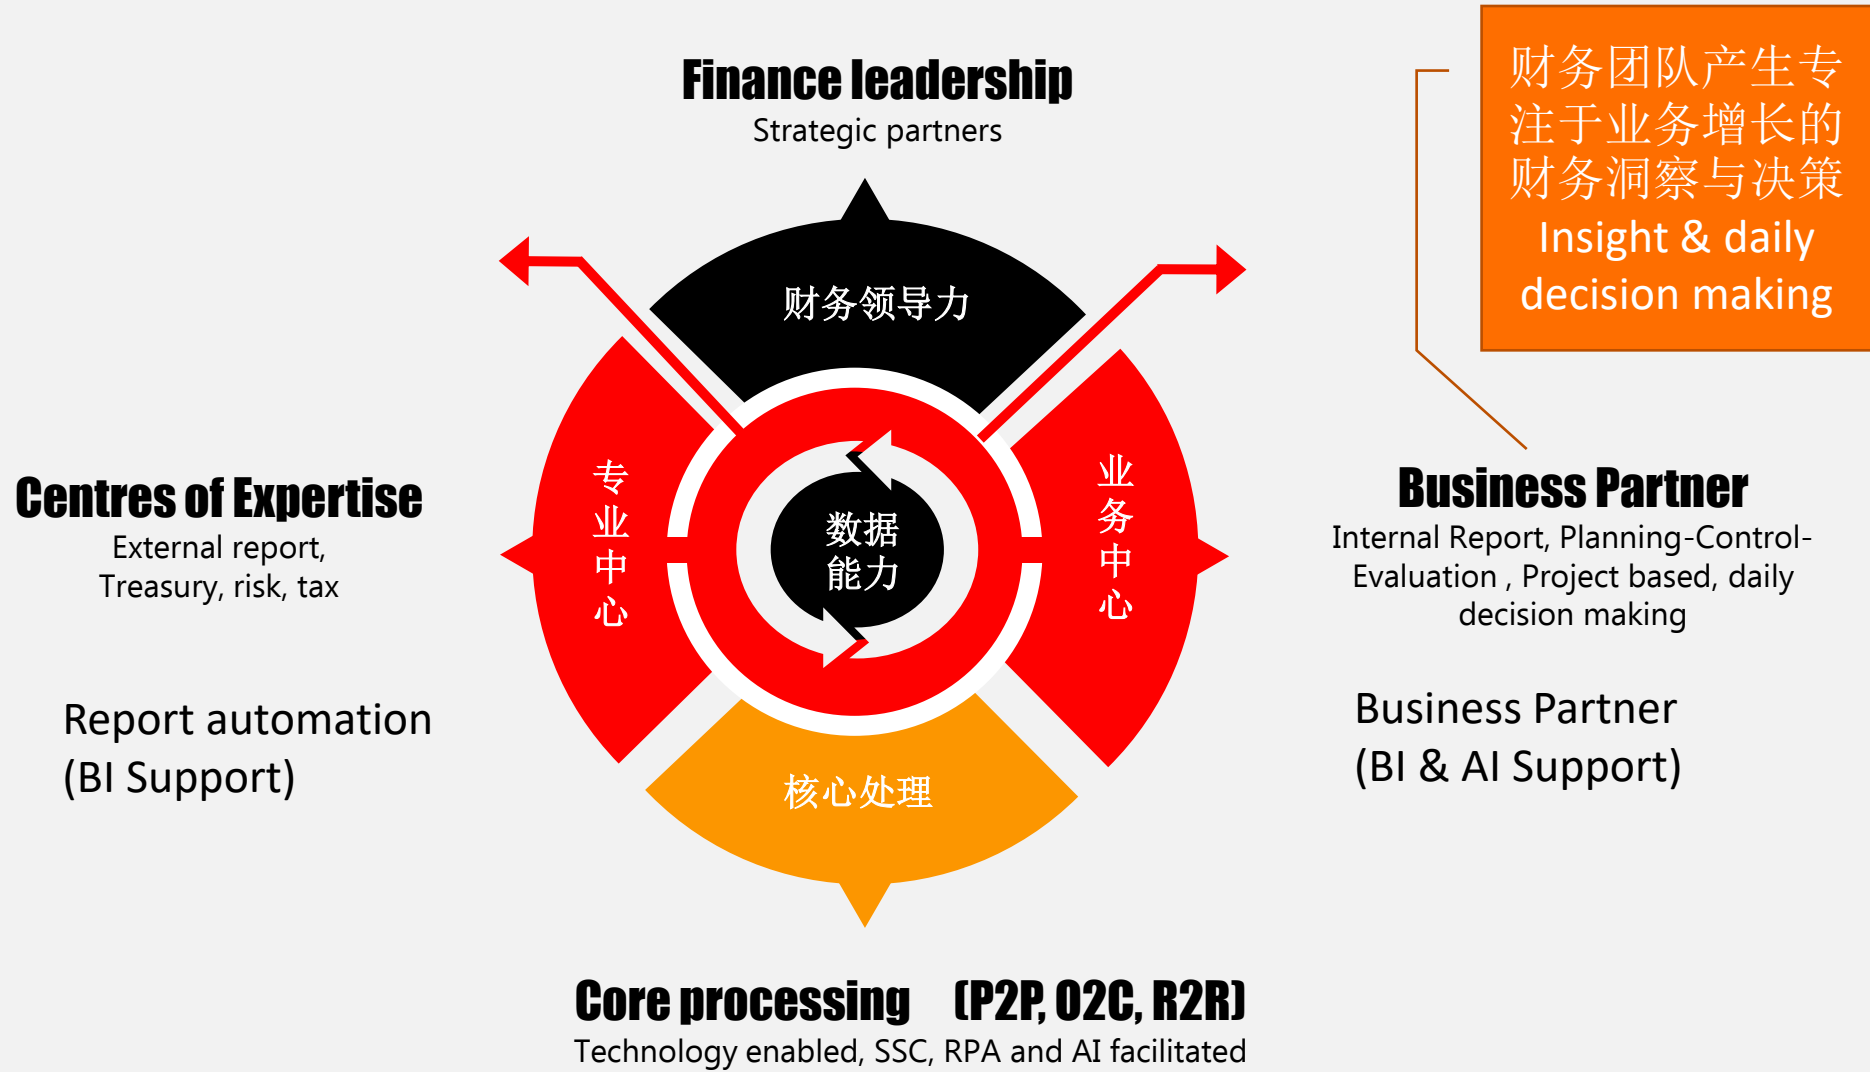 Finance leadership
Strategic partners
财务团队产生专
注于业务增长的
财务洞察与决策
Insight & daily
decision making
财务领导力
专业中心
数据
能力
业务中心
核心处理
Centres of Expertise
External report,
Treasury, risk, tax
Report automation
(BI Support)
Business Partner
Internal Report, Planning-Control-
Evaluation , Project based, daily
decision making
Business Partner
(BI & AI Support)
Core processing (P2P, O2C, R2R)
Technology enabled, SSC, RPA and AI facilitated